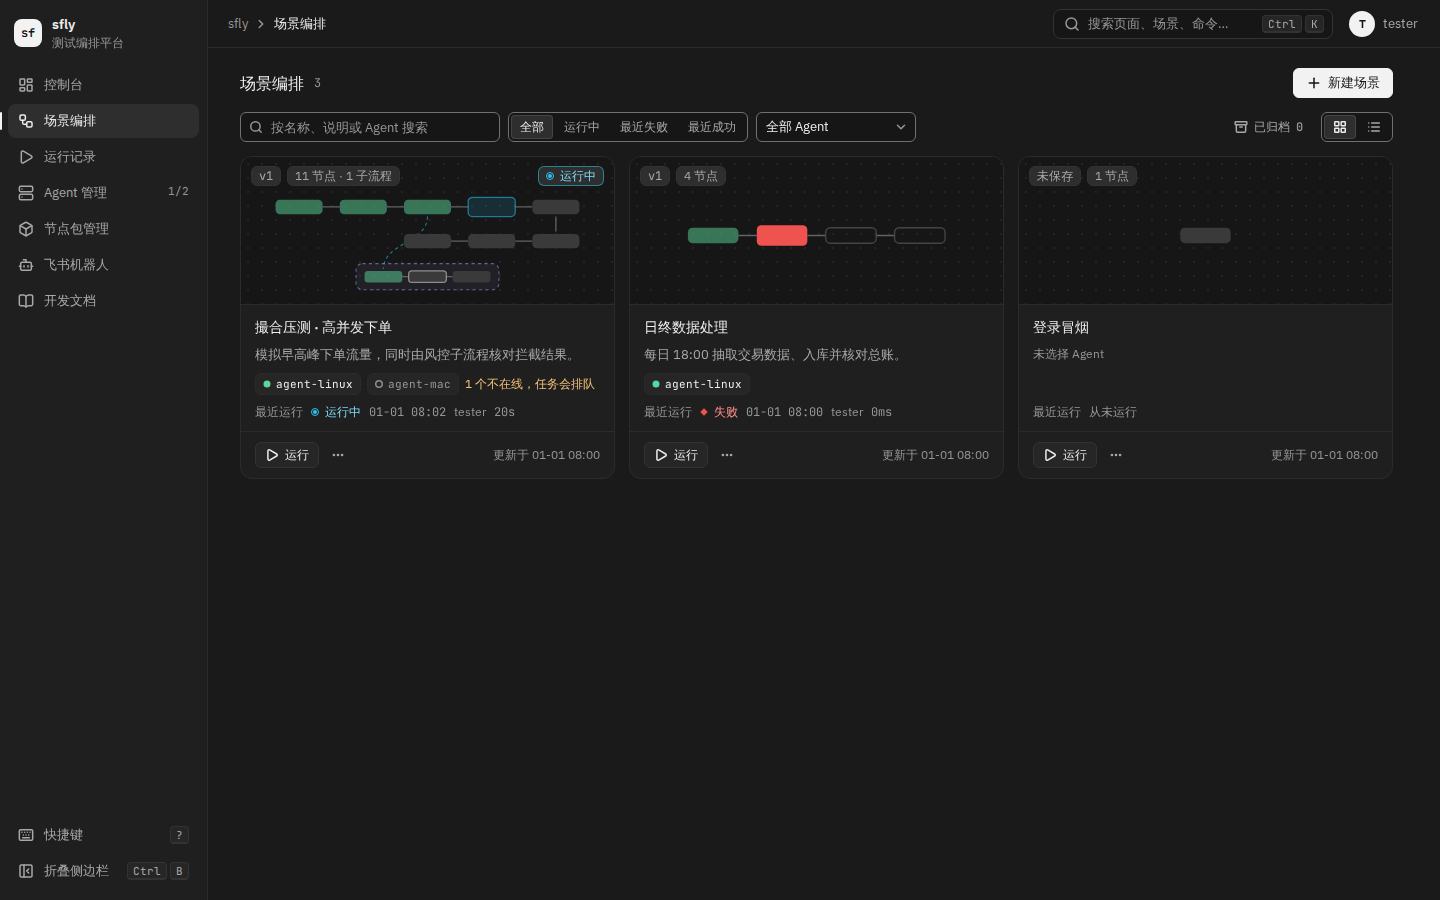 sf
sfly
测试编排平台
控制台
场景编排
运行记录
Agent 管理 1/2
节点包管理
飞书机器人
开发文档
快捷键 ?
折叠侧边栏 Ctrl B
sfly 场景编排
搜索页面、场景、命令... Ctrl K
T tester
场景编排 3
新建场景
按名称、说明或 Agent 搜索
全部 运行中 最近失败 最近成功
全部 Agent
已归档 0
v1 11 节点 · 1 子流程 运行中
撮合压测 · 高并发下单
模拟早高峰下单流量，同时由风控子流程核对拦截结果。
agent-linux agent-mac 1 个不在线，任务会排队
最近运行 运行中 01-01 08:02 tester 20s
运行 ··· 更新于 01-01 08:00
v1 4 节点
日终数据处理
每日 18:00 抽取交易数据、入库并核对总账。
agent-linux
最近运行 失败 01-01 08:00 tester 0ms
运行 ··· 更新于 01-01 08:00
未保存 1 节点
登录冒烟
未选择 Agent
最近运行 从未运行
运行 ··· 更新于 01-01 08:00